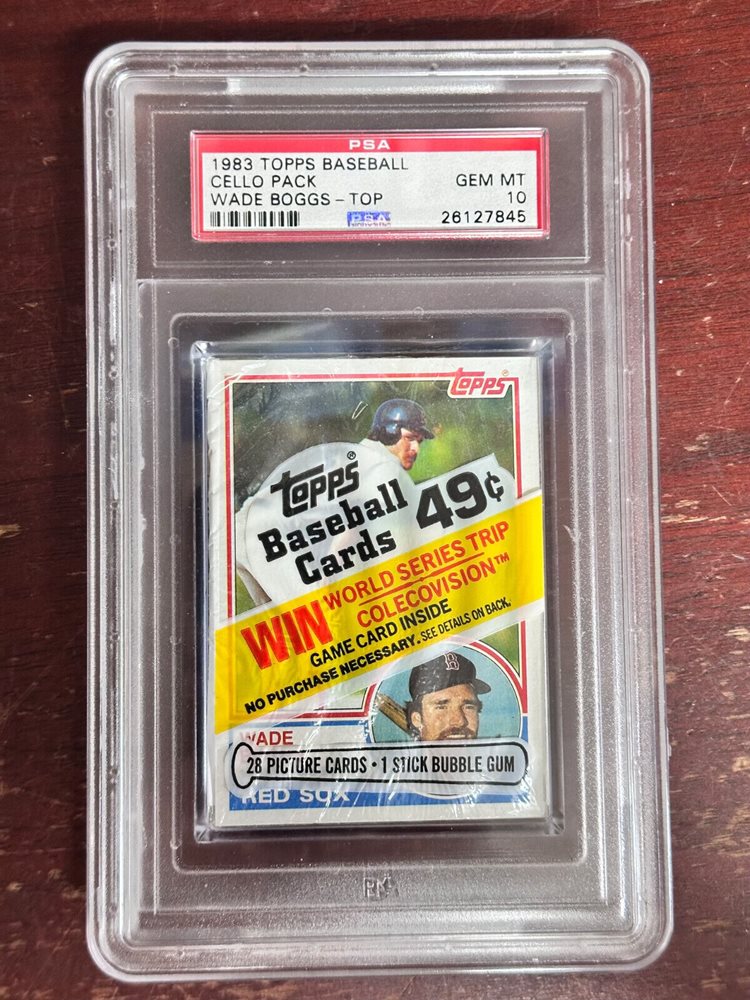 PSA
1983 TOPPS BASEBALL
CELLO PACK GEM MT
WADE BOGGS - TOP 10
PSA 26127845
topps®
topps®
Baseball
Cards 49¢
WIN WORLD SERIES TRIP
COLECOVISION™
GAME CARD INSIDE
NO PURCHASE NECESSARY. SEE DETAILS ON BACK.
B
WADE
28 PICTURE CARDS • 1 STICK BUBBLE GUM
RED SOX
PSA